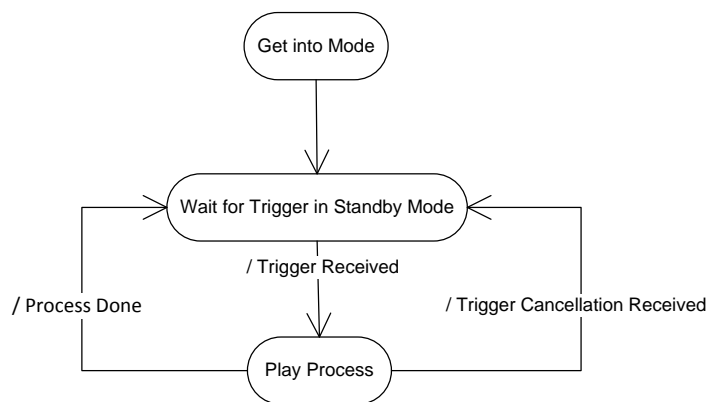 Get into Mode
Wait for Trigger in Standby Mode
/ Trigger Received
/ Process Done
/ Trigger Cancellation Received
Play Process